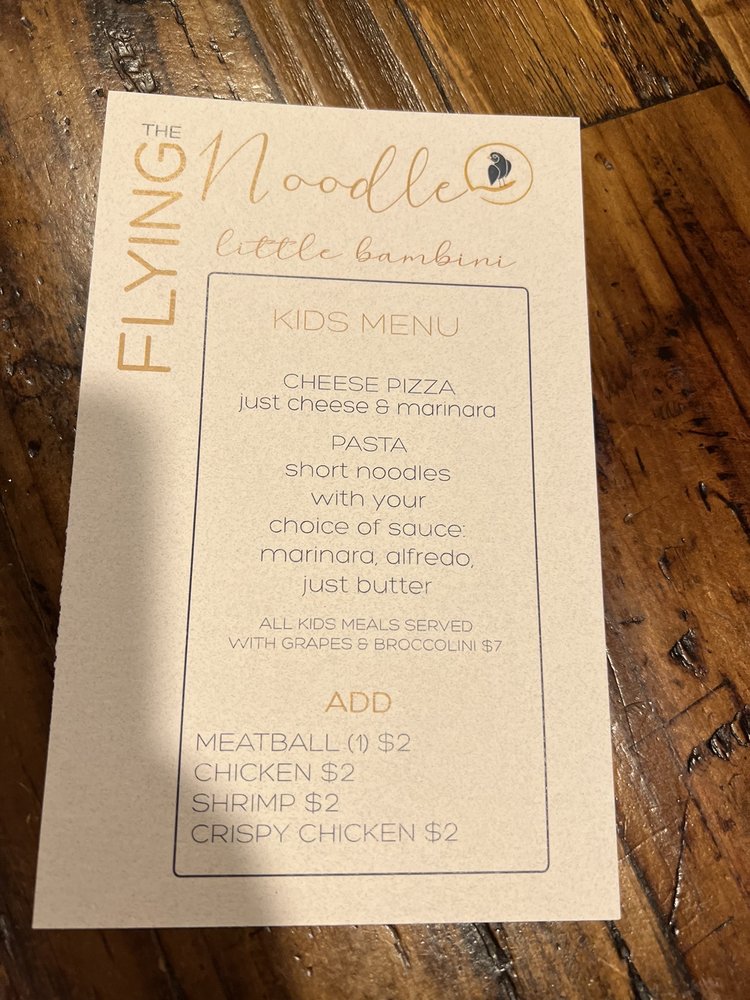 THE
FLYING
Noodle
little bambini
KIDS MENU
CHEESE PIZZA
just cheese & marinara
PASTA
short noodles
with your
choice of sauce:
marinara, alfredo,
just butter
ALL KIDS MEALS SERVED
WITH GRAPES & BROCCOLINI $7
ADD
MEATBALL (1) $2
CHICKEN $2
SHRIMP $2
CRISPY CHICKEN $2